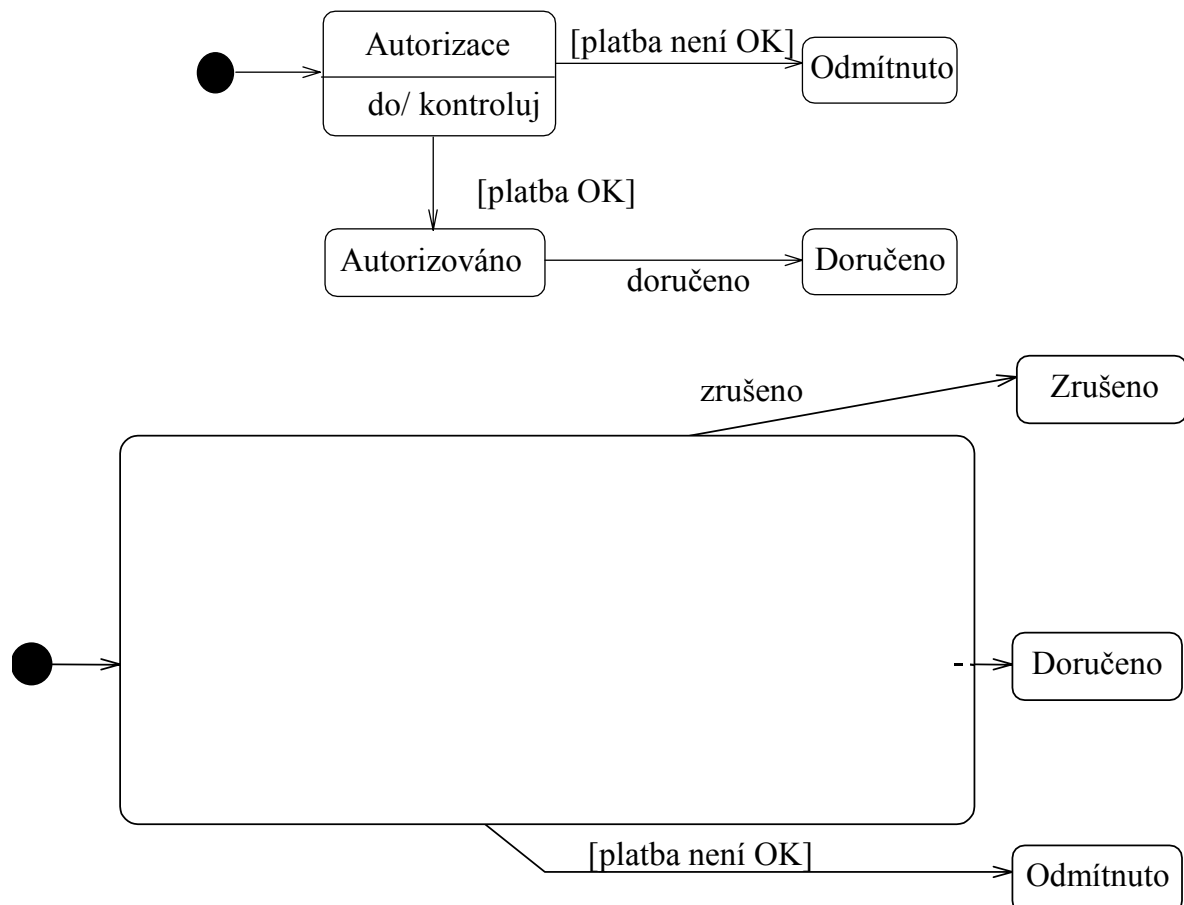 Autorizace
[platba není OK]
Odmítnuto
do/ kontroluj
[platba OK]
Autorizováno
doručeno
Doručeno
zrušeno
Zrušeno
Doručeno
[platba není OK]
Odmítnuto